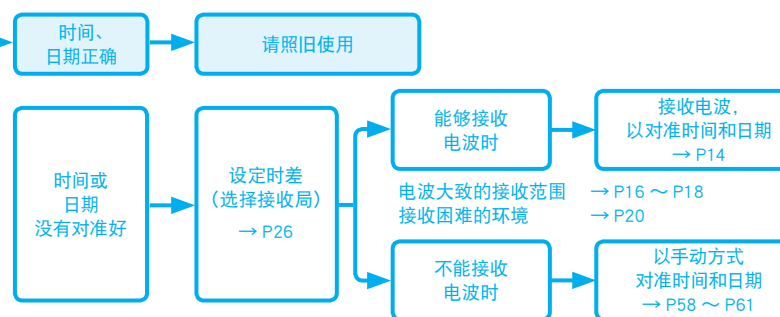 时间、
日期正确
请照旧使用
时间或
日期
没有对准好
设定时差
（选择接收局）
→ P26
能够接收
电波时
接收电波，
以对准时间和日期
→ P14
电波大致的接收范围 → P16 ～ P18
接收困难的环境 → P20
不能接收
电波时
以手动方式
对准时间和日期
→ P58 ～ P61